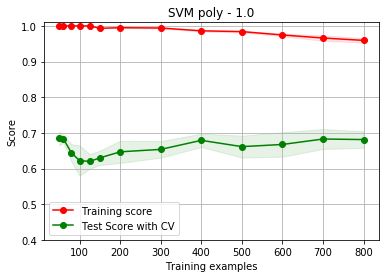 SVM poly - 1.0
1.0
0.9
0.8
0.7
0.6
0.5
0.4
Score
Training score
Test Score with CV
100 200 300 400 500 600 700 800
Training examples